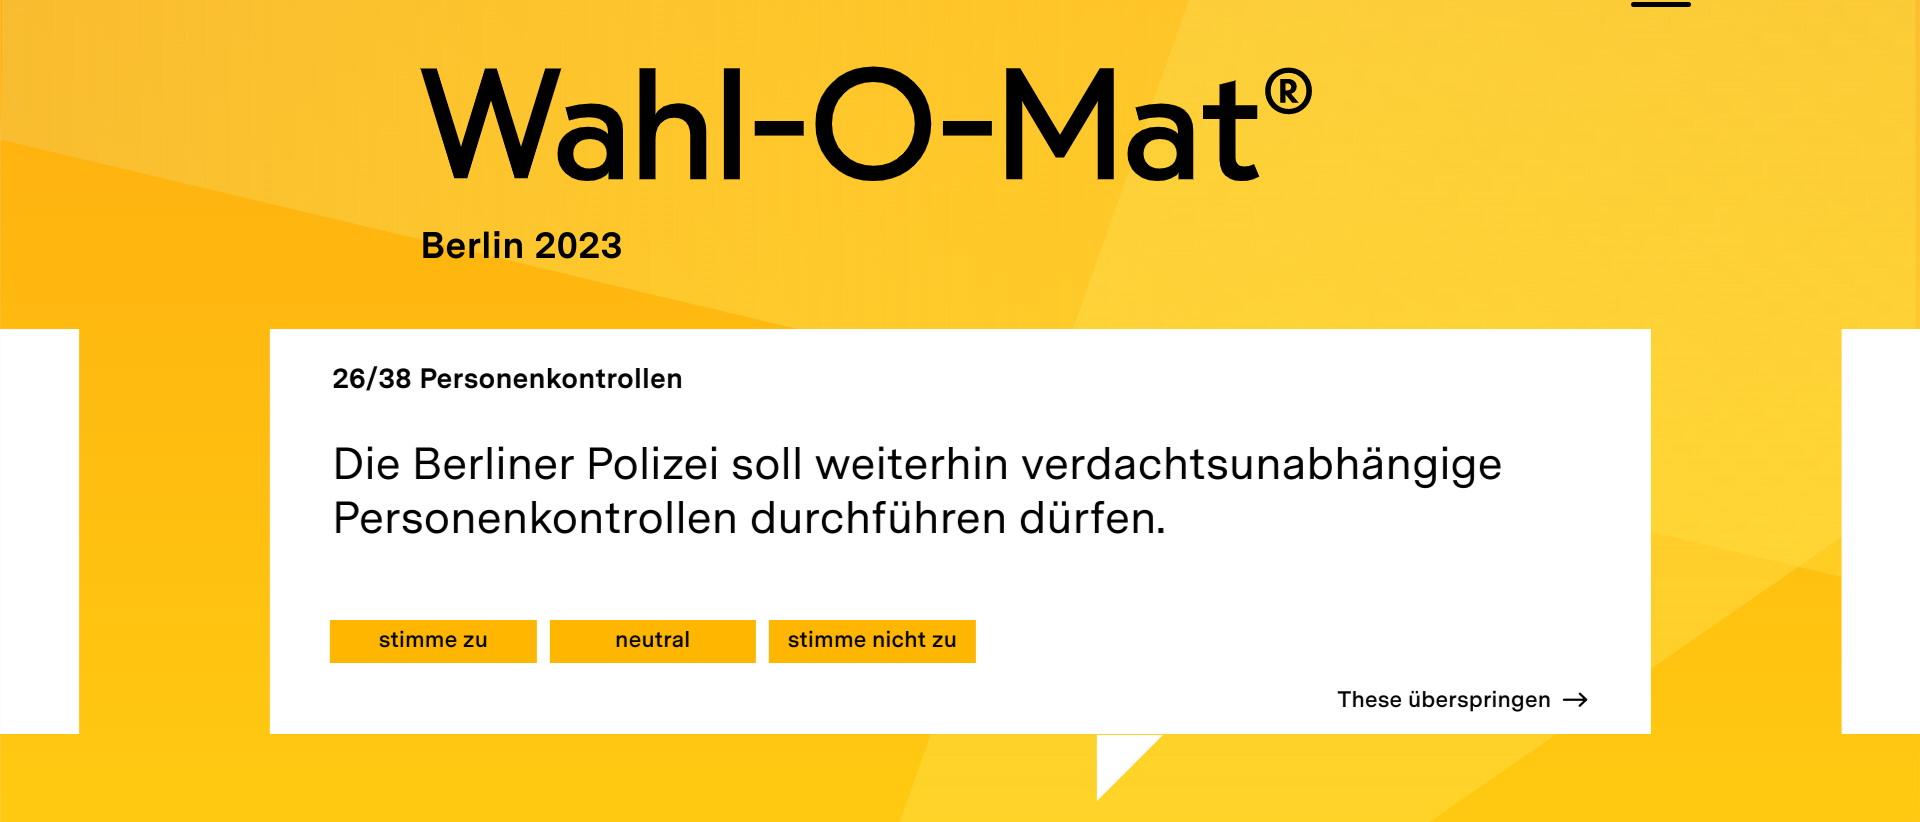 Wahl-O-Mat®
Berlin 2023
26/38 Personenkontrollen
Die Berliner Polizei soll weiterhin verdachtsunabhängige
Personenkontrollen durchführen dürfen.
stimme zu neutral stimme nicht zu
These überspringen →